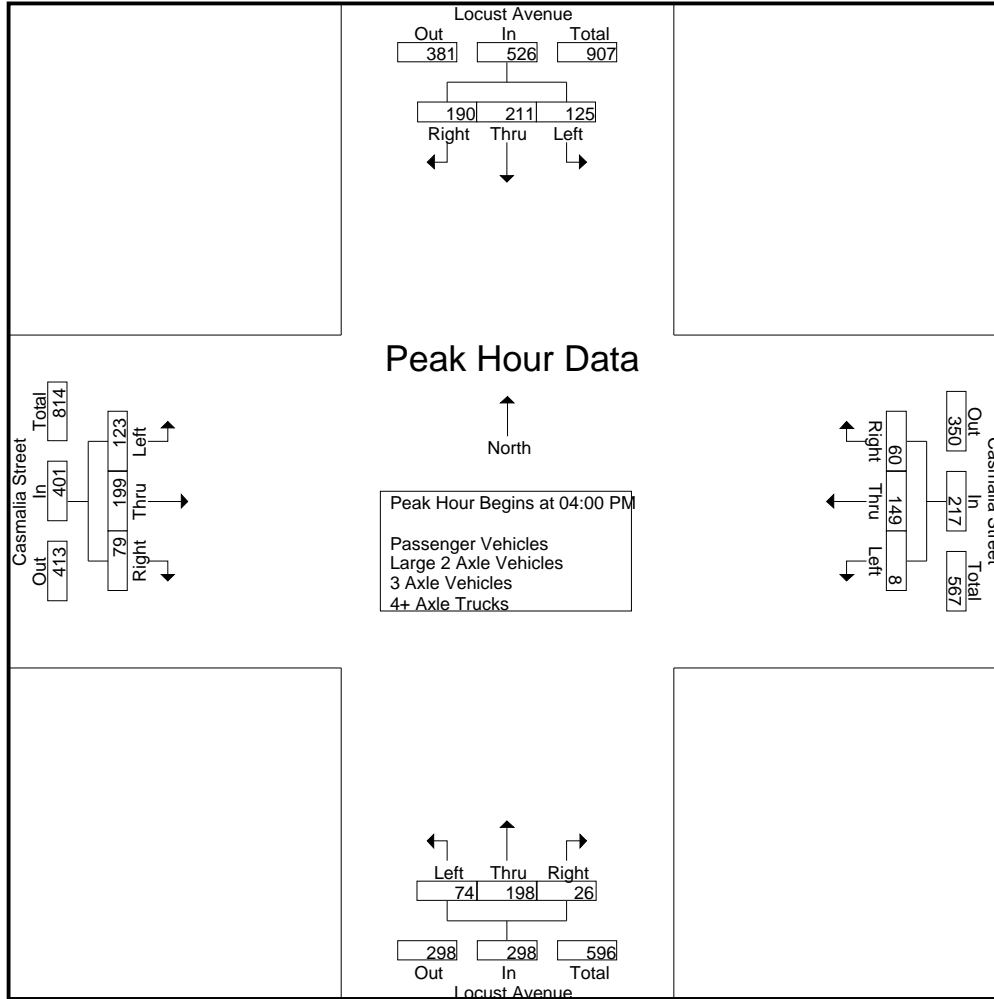 Locust Avenue
Out In Total
381 526 907
190 211 125
Right Thru Left
Peak Hour Data
North
Peak Hour Begins at 04:00 PM
Passenger Vehicles
Large 2 Axle Vehicles
3 Axle Vehicles
4+ Axle Trucks
Casmalia Street
Out In Total
413 401 814
Left Thru Right
123 199 79
Casmalia Street
Out In Total
350 217 567
Right Thru Left
60 149 8
Left Thru Right
74 198 26
298 298 596
Out In Total
Locust Avenue